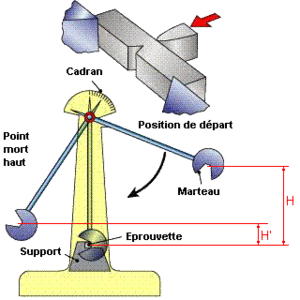 Cadran
Position de départ
Point
mort
haut
Marteau
H
H'
Eprouvette
Support